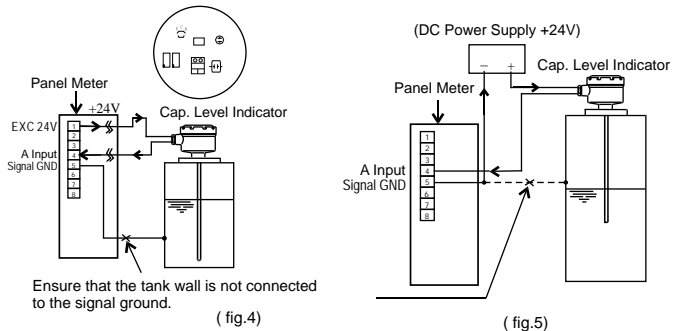 (DC Power Supply +24V)
− +
Cap. Level Indicator
Panel Meter
A Input
Signal GND
1
2
3
4
5
6
7
8
( fig.5)
Panel Meter
+24V
Cap. Level Indicator
EXC 24V
A Input
Signal GND
1
2
3
4
5
6
7
8
Ensure that the tank wall is not connected
to the signal ground.
( fig.4)